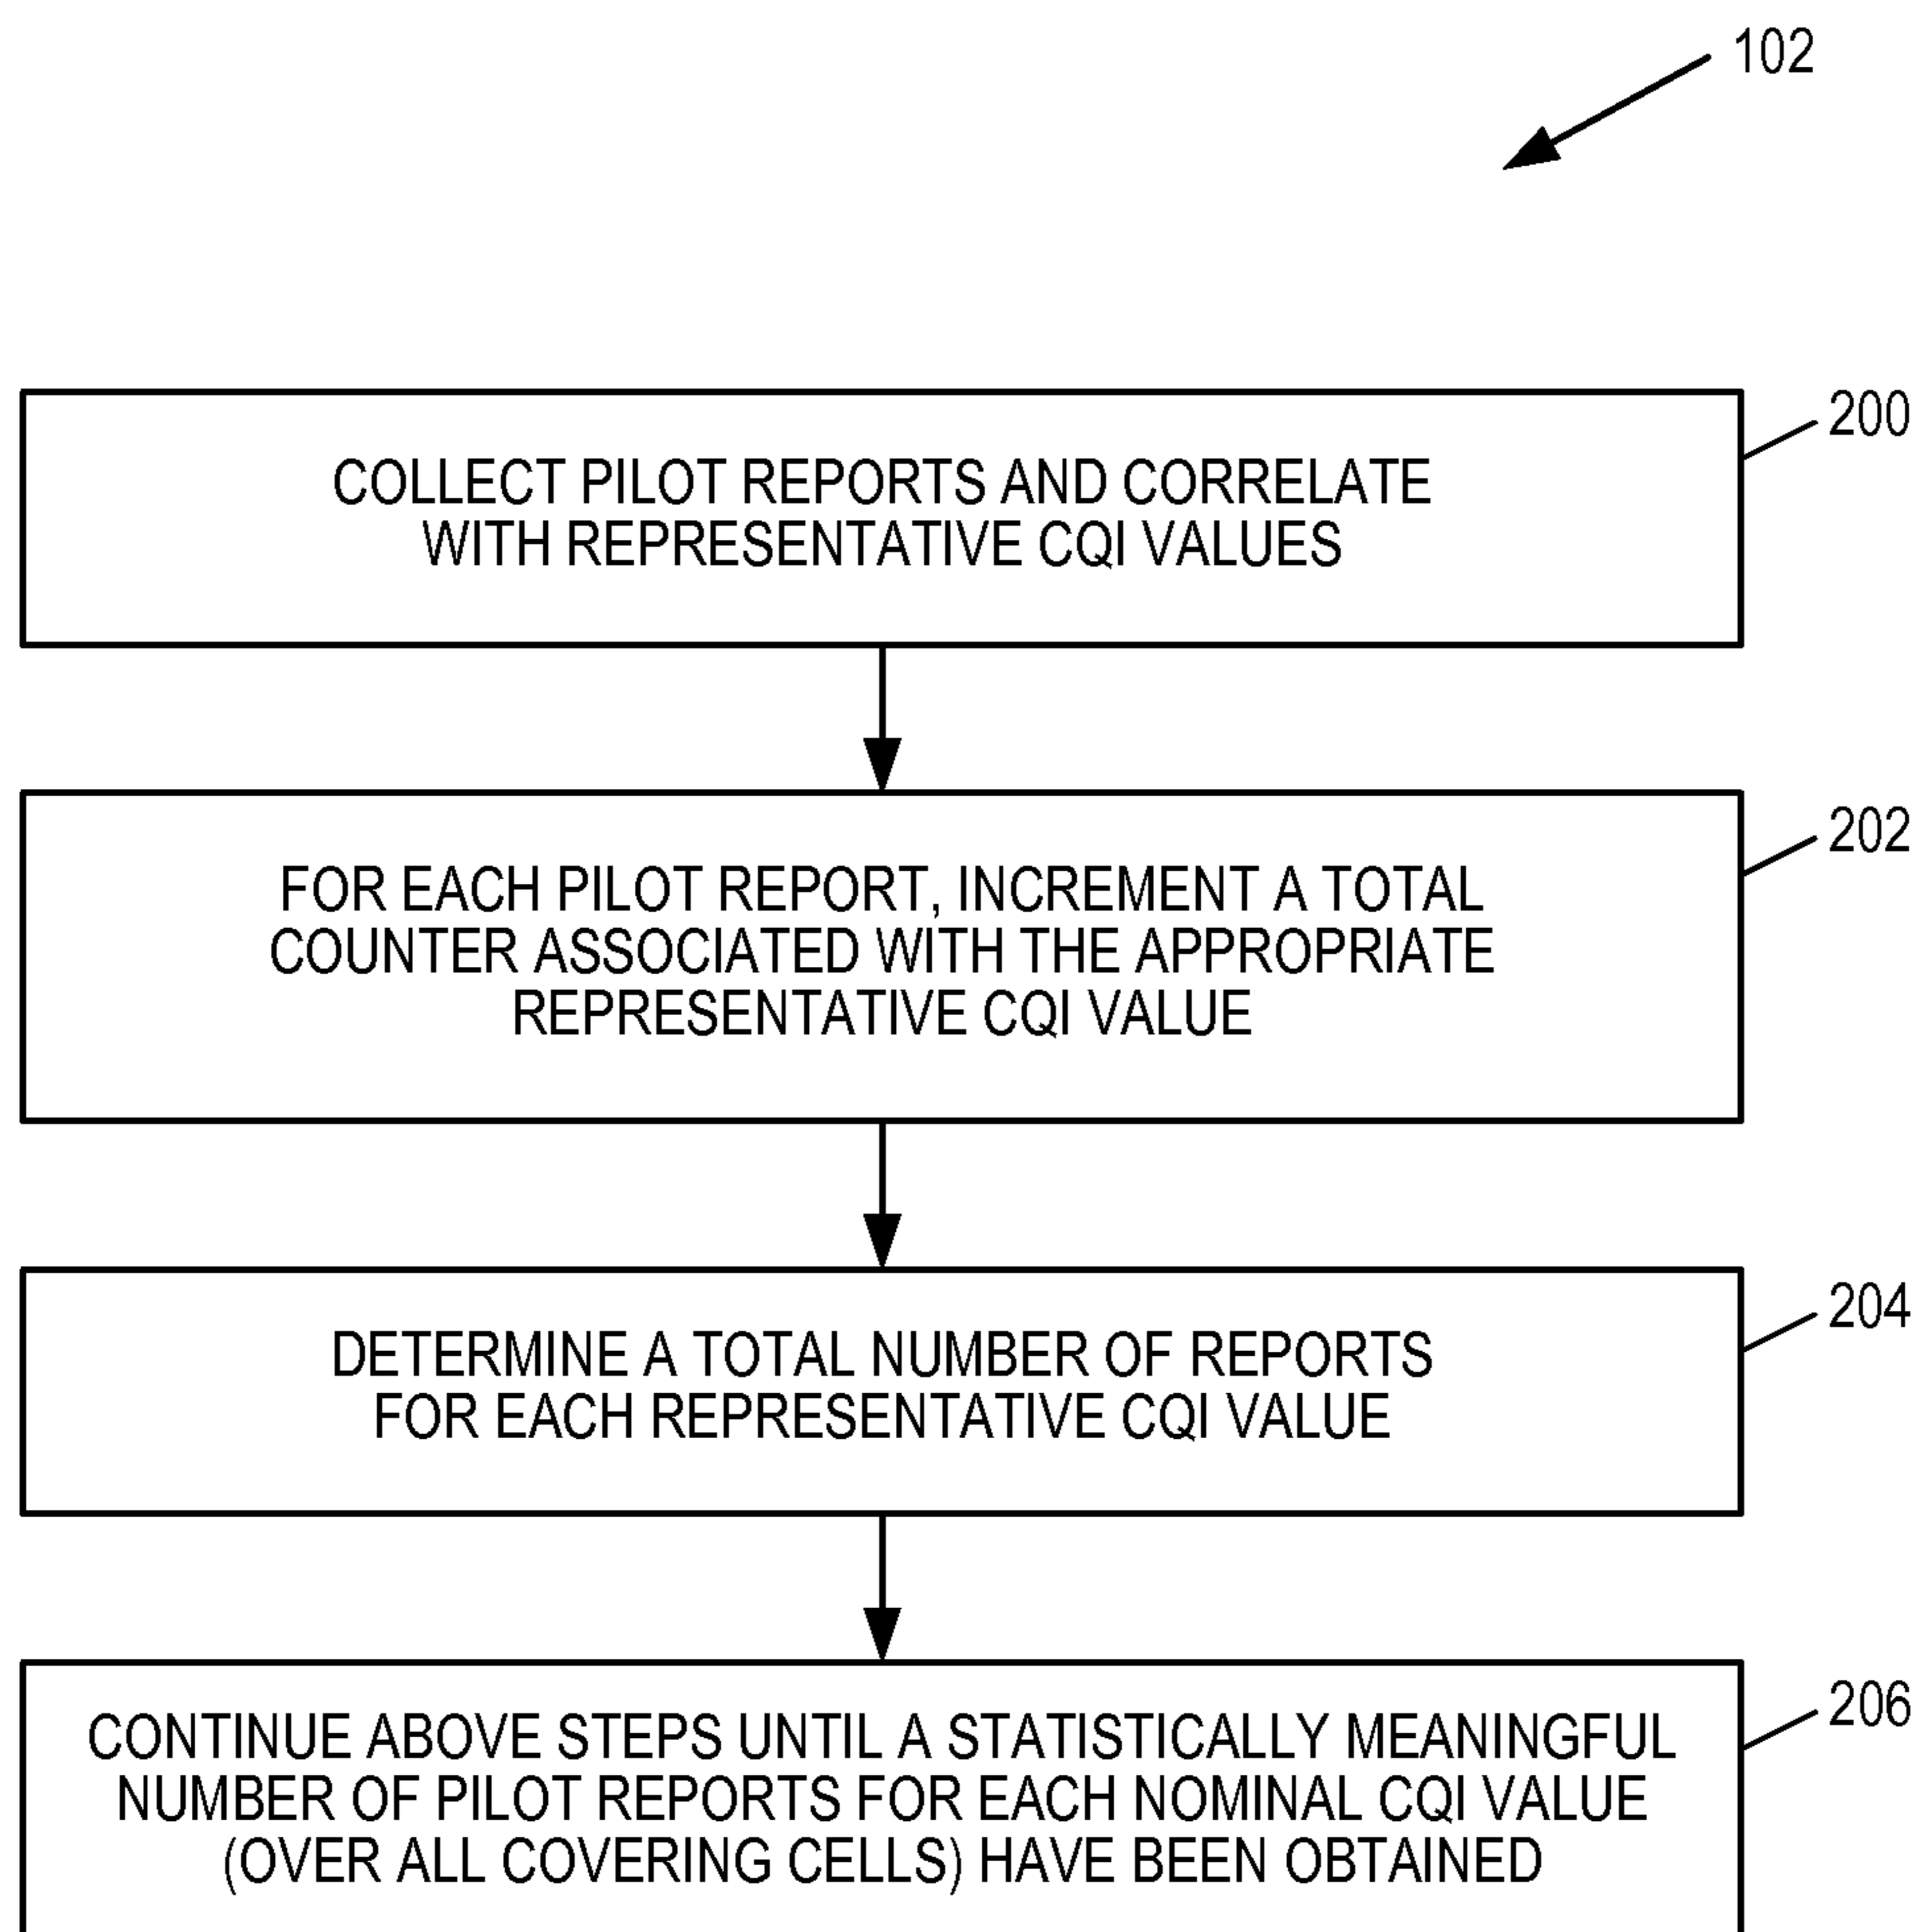 102
200
COLLECT PILOT REPORTS AND CORRELATE
WITH REPRESENTATIVE CQI VALUES
202
FOR EACH PILOT REPORT, INCREMENT A TOTAL
COUNTER ASSOCIATED WITH THE APPROPRIATE
REPRESENTATIVE CQI VALUE
204
DETERMINE A TOTAL NUMBER OF REPORTS
FOR EACH REPRESENTATIVE CQI VALUE
206
CONTINUE ABOVE STEPS UNTIL A STATISTICALLY MEANINGFUL
NUMBER OF PILOT REPORTS FOR EACH NOMINAL CQI VALUE
(OVER ALL COVERING CELLS) HAVE BEEN OBTAINED